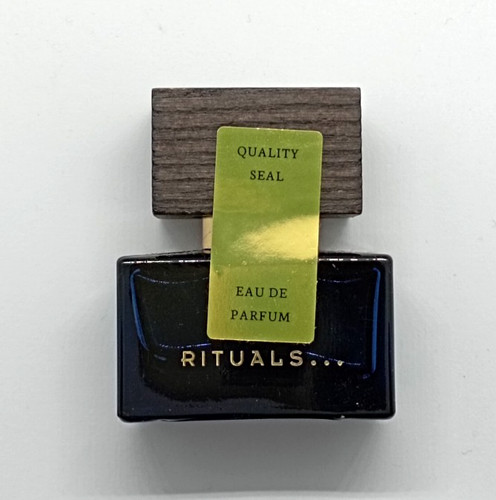 QUALITY
SEAL
EAU DE
PARFUM
RITUALS...